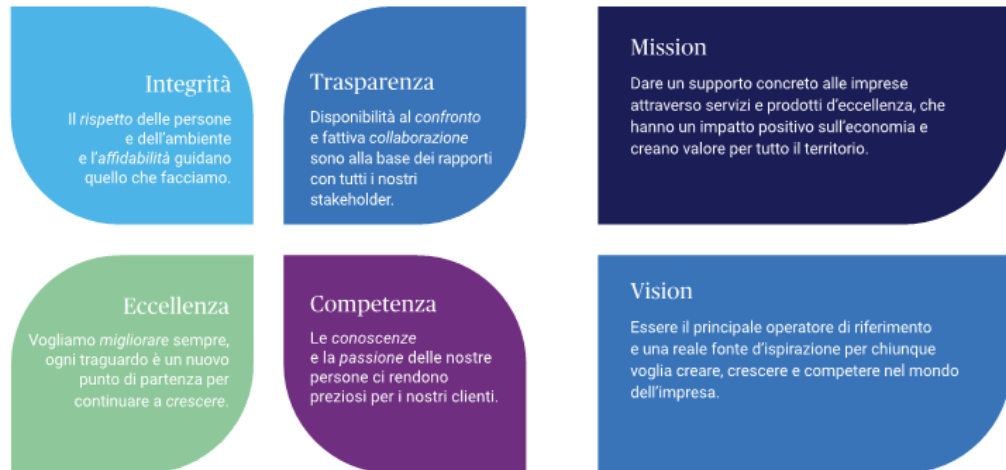 Integrità
Il rispetto delle persone
e dell'ambiente
e l'affidabilità guidano
quello che facciamo.
Trasparenza
Disponibilità al confronto
e fattiva collaborazione
sono alla base dei rapporti
con tutti i nostri
stakeholder.
Mission
Dare un supporto concreto alle imprese
attraverso servizi e prodotti d'eccellenza, che
hanno un impatto positivo sull'economia e
creano valore per tutto il territorio.
Eccellenza
Vogliamo migliorare sempre,
ogni traguardo è un nuovo
punto di partenza per
continuare a crescere.
Competenza
Le conoscenze
e la passione delle nostre
persone ci rendono
preziosi per i nostri clienti.
Vision
Essere il principale operatore di riferimento
e una reale fonte d'ispirazione per chiunque
voglia creare, crescere e competere nel mondo
dell'impresa.